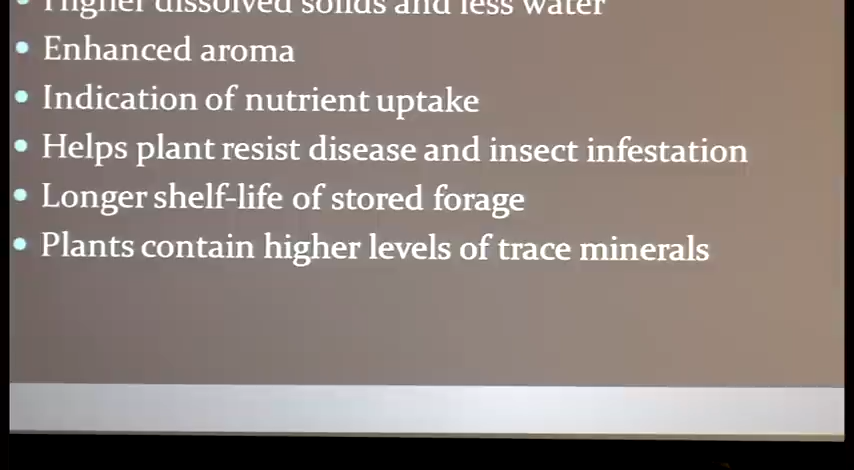 • Higher dissolved solids and less water
• Enhanced aroma
• Indication of nutrient uptake
• Helps plant resist disease and insect infestation
• Longer shelf-life of stored forage
• Plants contain higher levels of trace minerals